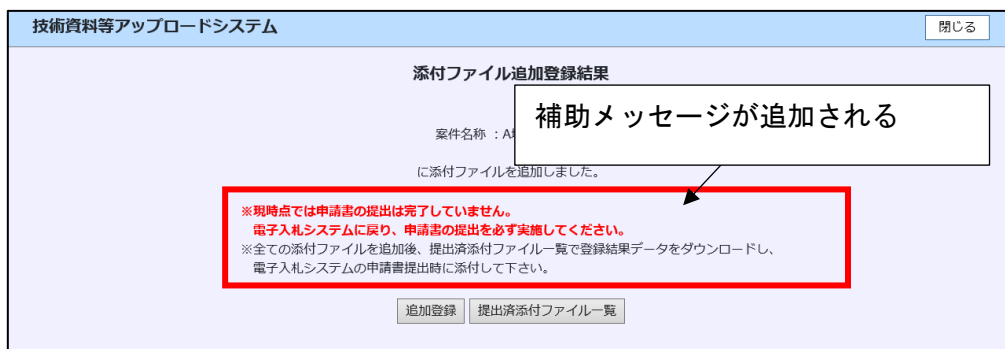 技術資料等アップロードシステム
閉じる
添付ファイル追加登録結果
補助メッセージが追加される
案件名称 ：A
に添付ファイルを追加しました。
※現時点では申請書の提出は完了していません。
電子入札システムに戻り、申請書の提出を必ず実施してください。
※全ての添付ファイルを追加後、提出済添付ファイル一覧で登録結果データをダウンロードし、
電子入札システムの申請書提出時に添付して下さい。
追加登録
提出済添付ファイル一覧